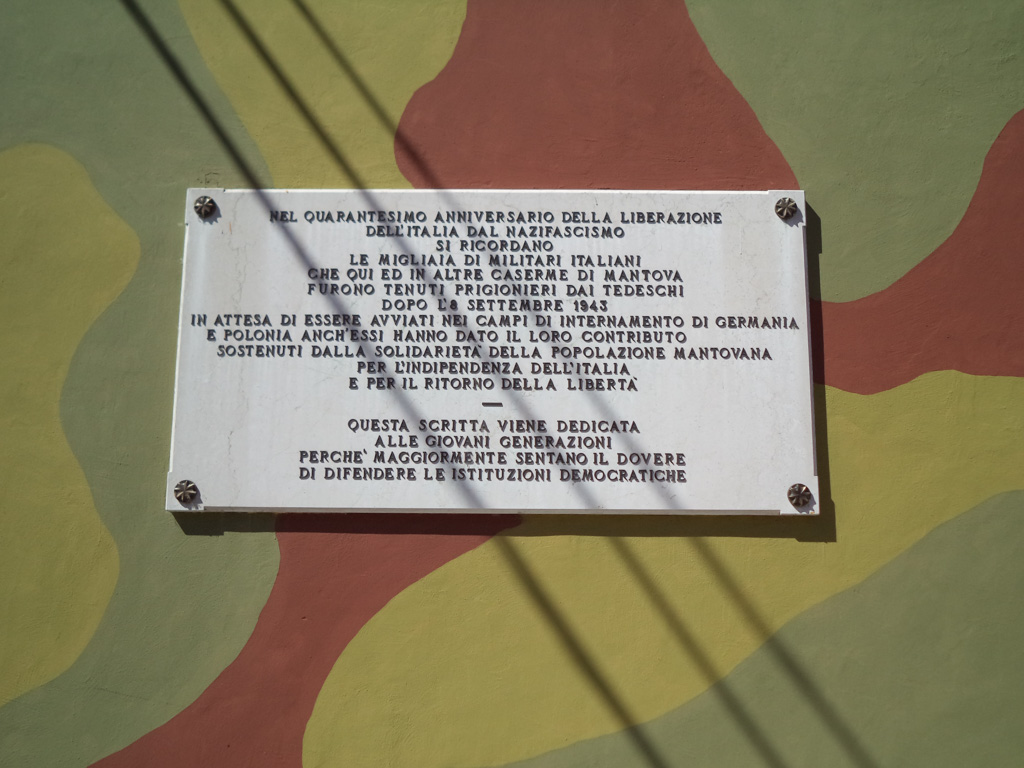 NEL QUARANTESIMO ANNIVERSARIO DELLA LIBERAZIONE
DELL'ITALIA DAL NAZIFASCISMO
SI RICORDANO
LE MIGLIAIA DI MILITARI ITALIANI
CHE QUI ED IN ALTRE CASERME DI MANTOVA
FURONO TENUTI PRIGIONIERI DAI TEDESCHI
DOPO L'8 SETTEMBRE 1943
IN ATTESA DI ESSERE AVVIATI NEI CAMPI DI INTERNAMENTO DI GERMANIA
E POLONIA ANCH'ESSI HANNO DATO IL LORO CONTRIBUTO
SOSTENUTI DALLA SOLIDARIETA' DELLA POPOLAZIONE MANTOVANA
PER L'INDIPENDENZA DELL'ITALIA
E PER IL RITORNO DELLA LIBERTA'
—
QUESTA SCRITTA VIENE DEDICATA
ALLE GIOVANI GENERAZIONI
PERCHE' MAGGIORMENTE SENTANO IL DOVERE
DI DIFENDERE LE ISTITUZIONI DEMOCRATICHE